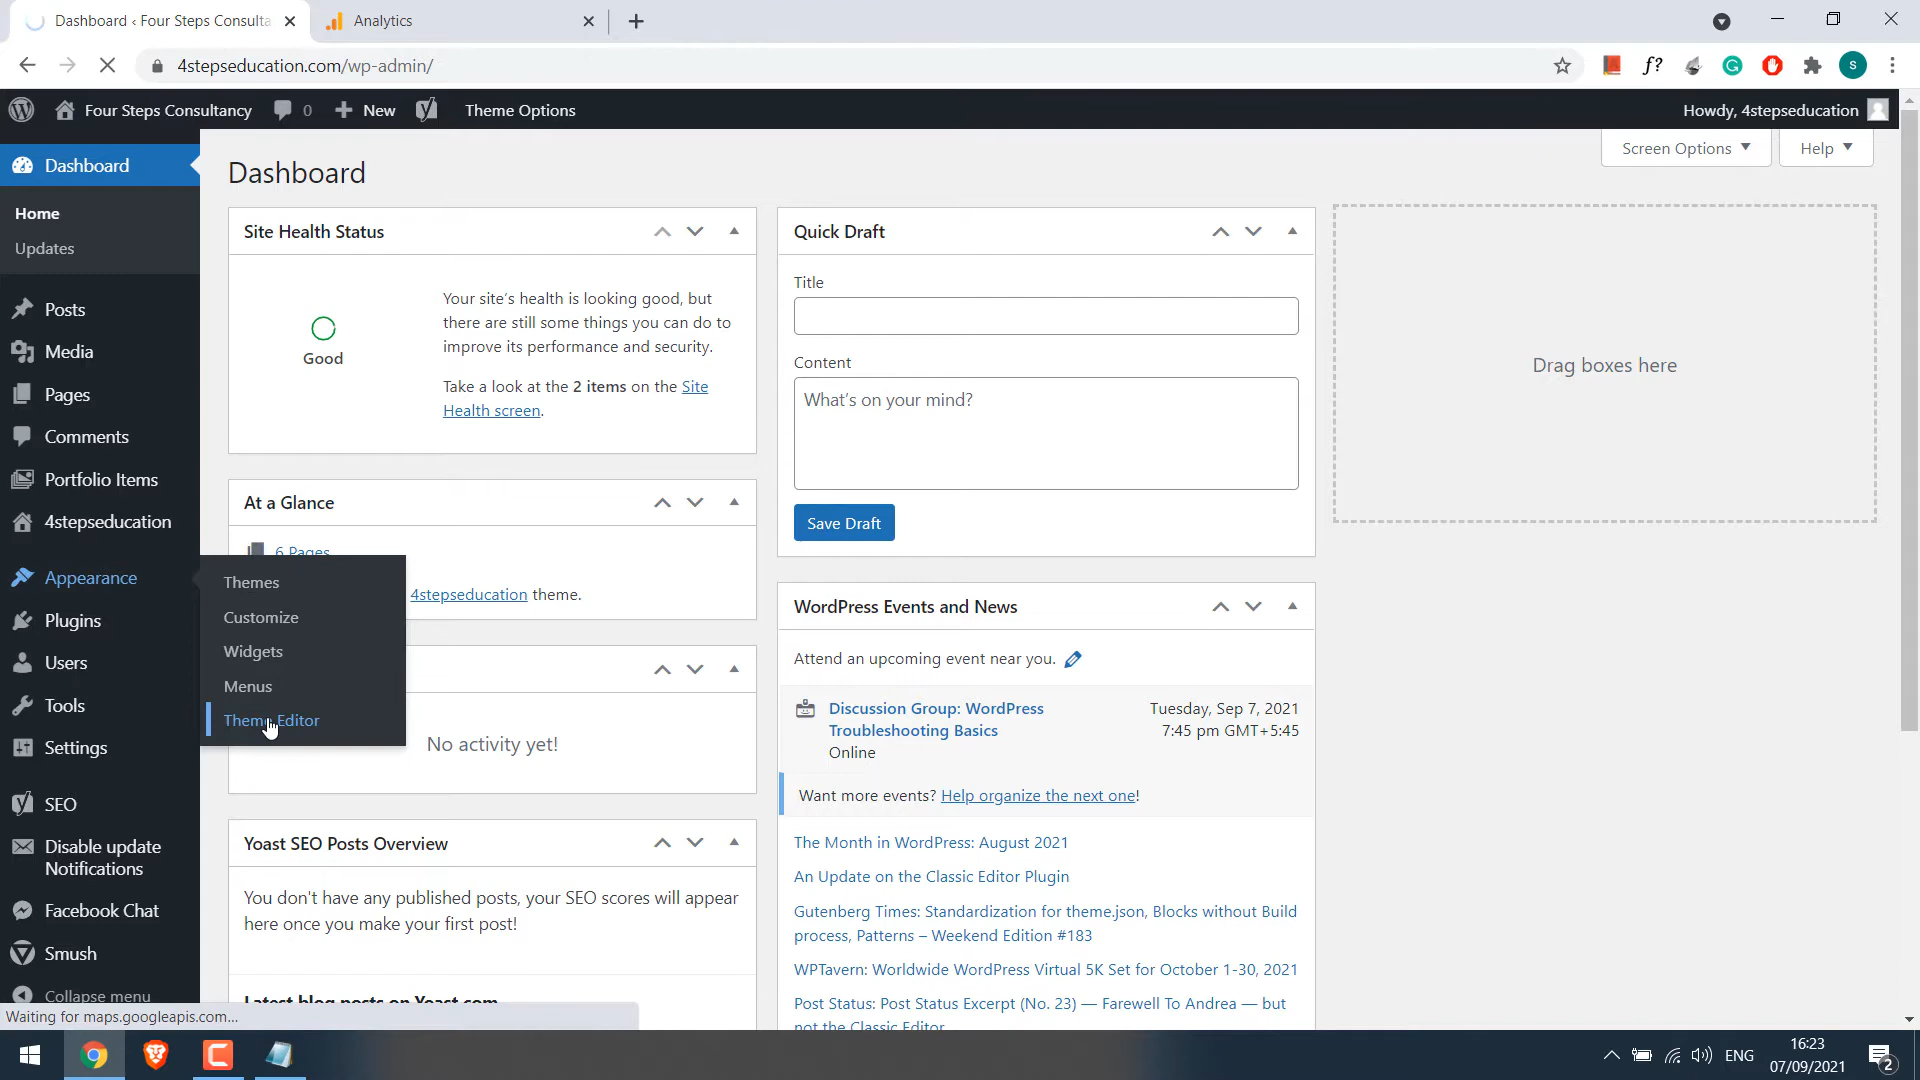 Dashboard ‹ Four Steps Consulta
Analytics
4stepseducation.com/wp-admin/
f?
S
Four Steps Consultancy
0
New
Theme Options
Howdy, 4stepseducation
Dashboard
Home
Updates
Posts
Media
Pages
Comments
Portfolio Items
4stepseducation
Appearance
Plugins
Users
Tools
Settings
SEO
Disable update
Notifications
Facebook Chat
Smush
Collapse menu
Themes
Customize
Widgets
Menus
Theme Editor
Dashboard
Screen Options
Help
Site Health Status
Good
Your site's health is looking good, but
there are still some things you can do to
improve its performance and security.
Take a look at the 2 items on the Site
Health screen.
At a Glance
6 Pages
4stepseducation theme.
No activity yet!
Yoast SEO Posts Overview
You don't have any published posts, your SEO scores will appear
here once you make your first post!
Latest blog posts on Yoast.com
Quick Draft
Title
Content
What's on your mind?
Save Draft
WordPress Events and News
Attend an upcoming event near you.
Discussion Group: WordPress
Troubleshooting Basics
Online
Tuesday, Sep 7, 2021
7:45 pm GMT+5:45
Want more events? Help organize the next one!
The Month in WordPress: August 2021
An Update on the Classic Editor Plugin
Gutenberg Times: Standardization for theme.json, Blocks without Build
process, Patterns – Weekend Edition #183
WPTavern: Worldwide WordPress Virtual 5K Set for October 1-30, 2021
Post Status: Post Status Excerpt (No. 23) — Farewell To Andrea — but
not the Classic Editor
Drag boxes here
Waiting for maps.googleapis.com...
ENG
16:23
07/09/2021
2